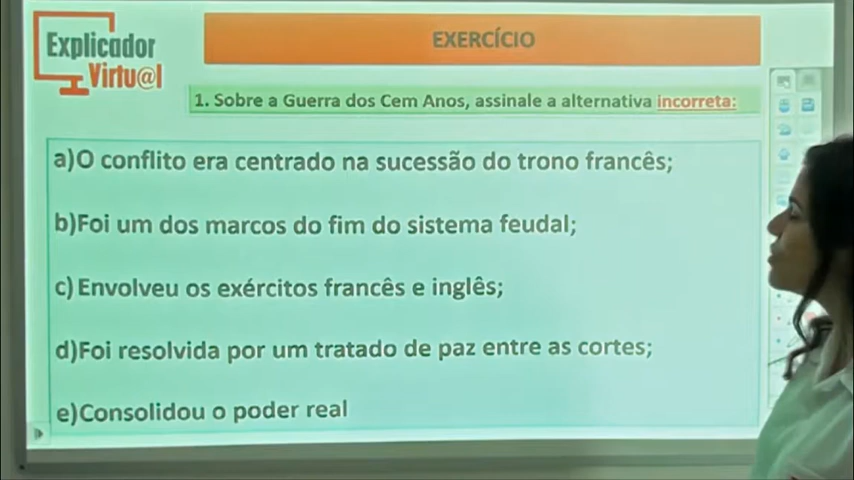 Explicador
Virtu@l
EXERCÍCIO
1. Sobre a Guerra dos Cem Anos, assinale a alternativa incorreta:
a)O conflito era centrado na sucessão do trono francês;
b)Foi um dos marcos do fim do sistema feudal;
c) Envolveu os exércitos francês e inglês;
d)Foi resolvida por um tratado de paz entre as cortes;
e)Consolidou o poder real